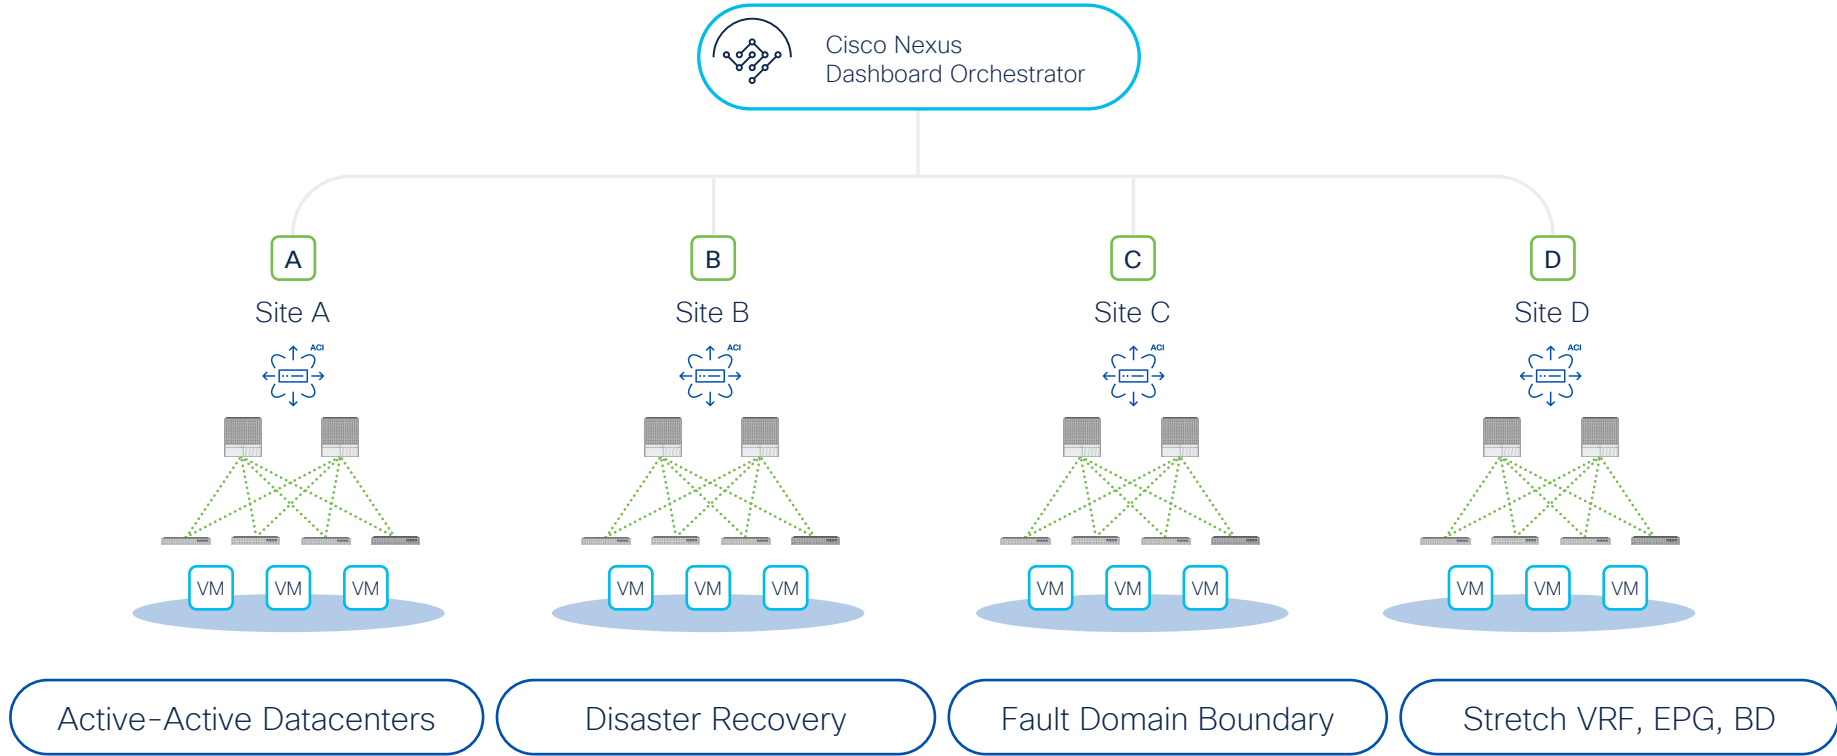 Cisco Nexus
Dashboard Orchestrator
A
B
C
D
Site A
Site B
Site C
Site D
ACI
ACI
ACI
ACI
VM
VM
VM
VM
VM
VM
VM
VM
VM
VM
VM
VM
Active-Active Datacenters
Disaster Recovery
Fault Domain Boundary
Stretch VRF, EPG, BD